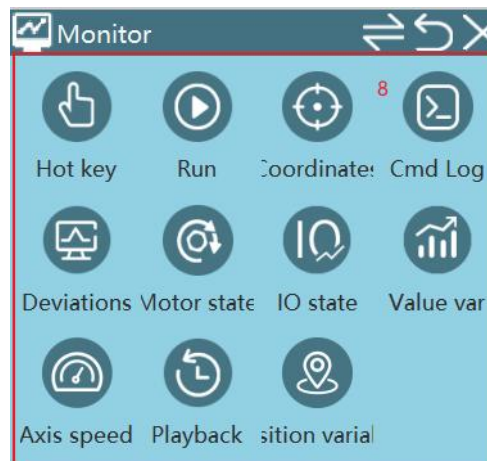 Monitor
8
Hot key Run Coordinates Cmd Log
Deviations Motor state IO state Value var
Axis speed Playback sition varial